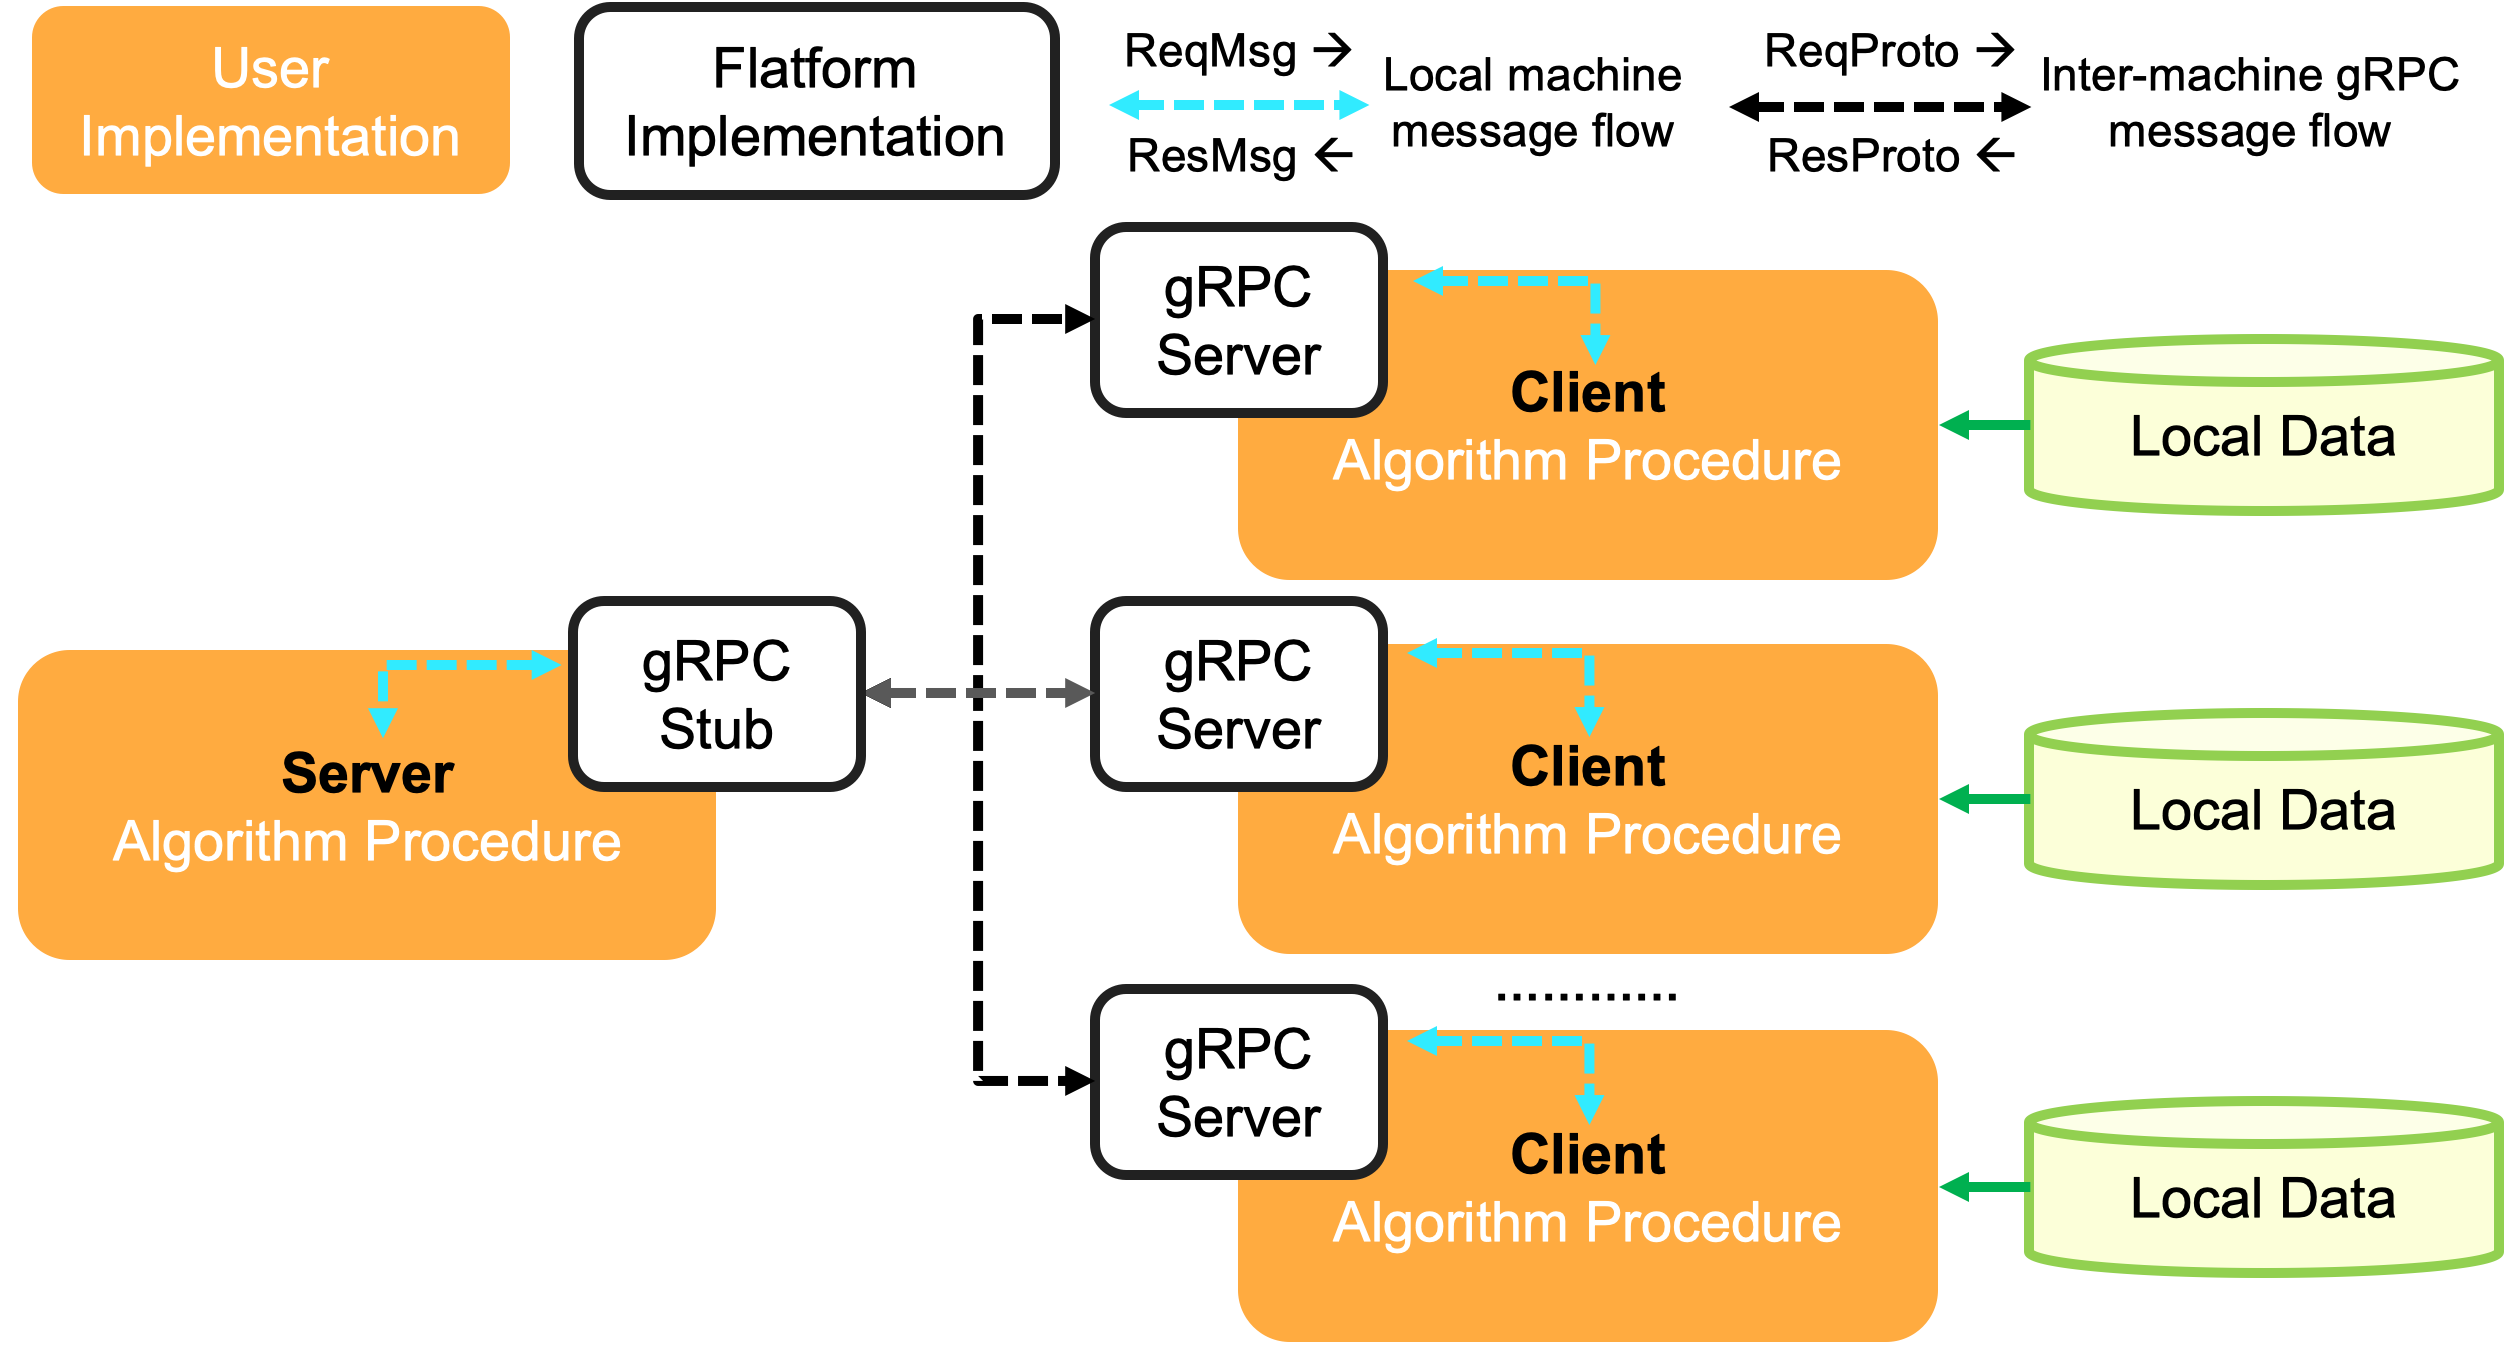 User
Implementation
Flatform
Implementation
ReqMsg →
ResMsg ←
Local machine
message flow
ReqProto →
ResProto ←
Inter-machine gRPC
message flow
gRPC
Server
Client
Algorithm Procedure
Local Data
gRPC
Stub
Server
Algorithm Procedure
gRPC
Server
Client
Algorithm Procedure
Local Data
............
gRPC
Server
Client
Algorithm Procedure
Local Data